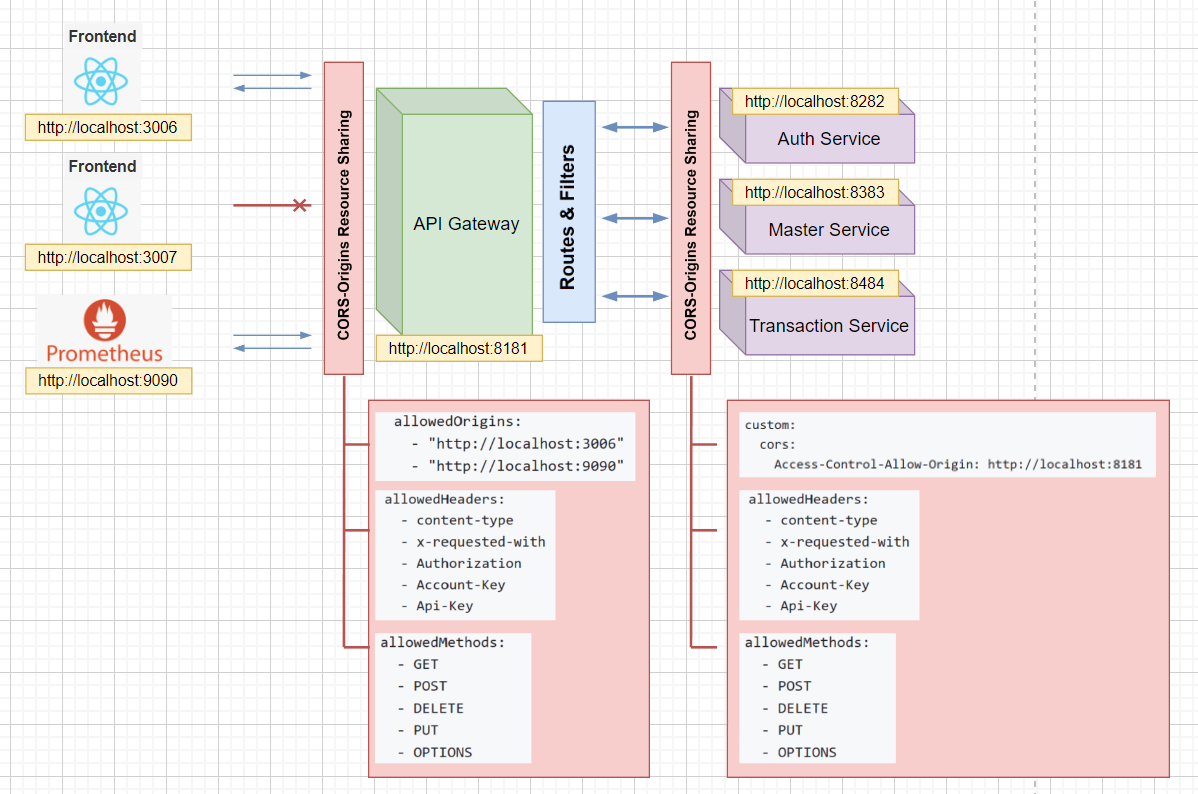 Frontend
http://localhost:3006
Frontend
http://localhost:3007
Prometheus
http://localhost:9090
CORS-Origins Resource Sharing
API Gateway
http://localhost:8181
Routes & Filters
CORS-Origins Resource Sharing
http://localhost:8282
Auth Service
http://localhost:8383
Master Service
http://localhost:8484
Transaction Service
allowedOrigins:
- "http://localhost:3006"
- "http://localhost:9090"
allowedHeaders:
- content-type
- x-requested-with
- Authorization
- Account-Key
- Api-Key
allowedMethods:
- GET
- POST
- DELETE
- PUT
- OPTIONS
custom:
cors:
Access-Control-Allow-Origin: http://localhost:8181
allowedHeaders:
- content-type
- x-requested-with
- Authorization
- Account-Key
- Api-Key
allowedMethods:
- GET
- POST
- DELETE
- PUT
- OPTIONS